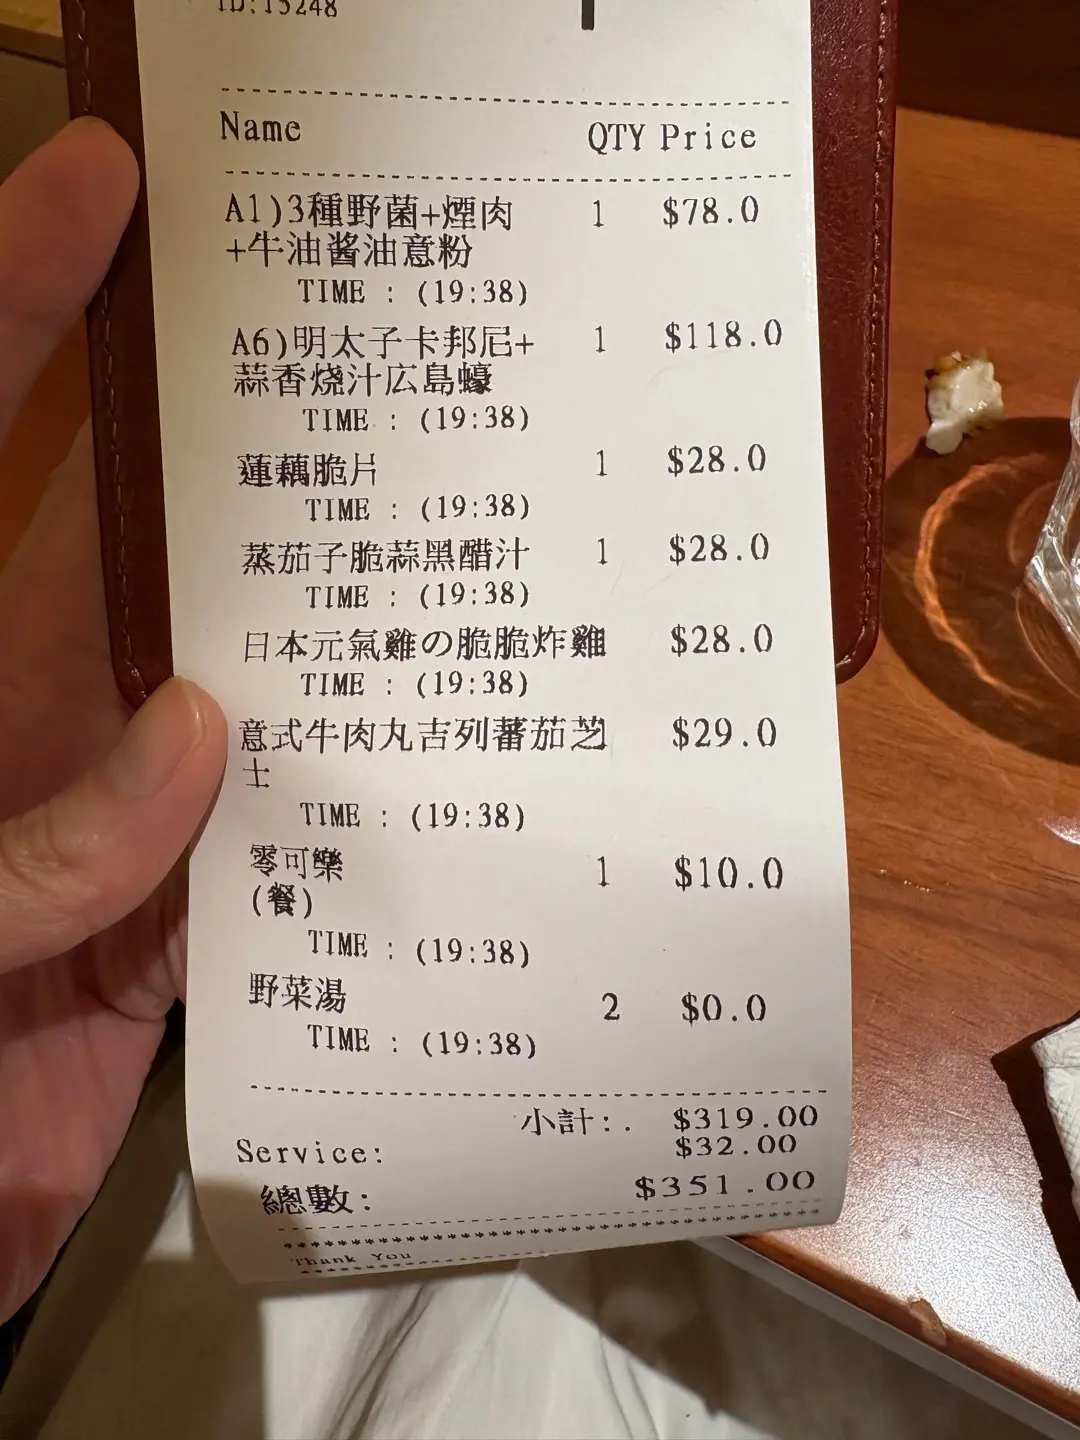 ID:15248
Name QTY Price
A1)3種野菌+煙肉 1 $78.0
+牛油酱油意粉
TIME : (19:38)
A6)明太子卡邦尼+ 1 $118.0
蒜香烧汁広島蠔
TIME : (19:38)
蓮藕脆片 1 $28.0
TIME : (19:38)
蒸茄子脆蒜黑醋汁 1 $28.0
TIME : (19:38)
日本元氣雞の脆脆炸雞 $28.0
TIME : (19:38)
意式牛肉丸吉列蕃茄芝 $29.0
士
TIME : (19:38)
零可樂 1 $10.0
(餐)
TIME : (19:38)
野菜湯 2 $0.0
TIME : (19:38)
小計:. $319.00
Service: $32.00
總數: $351.00
Thank You